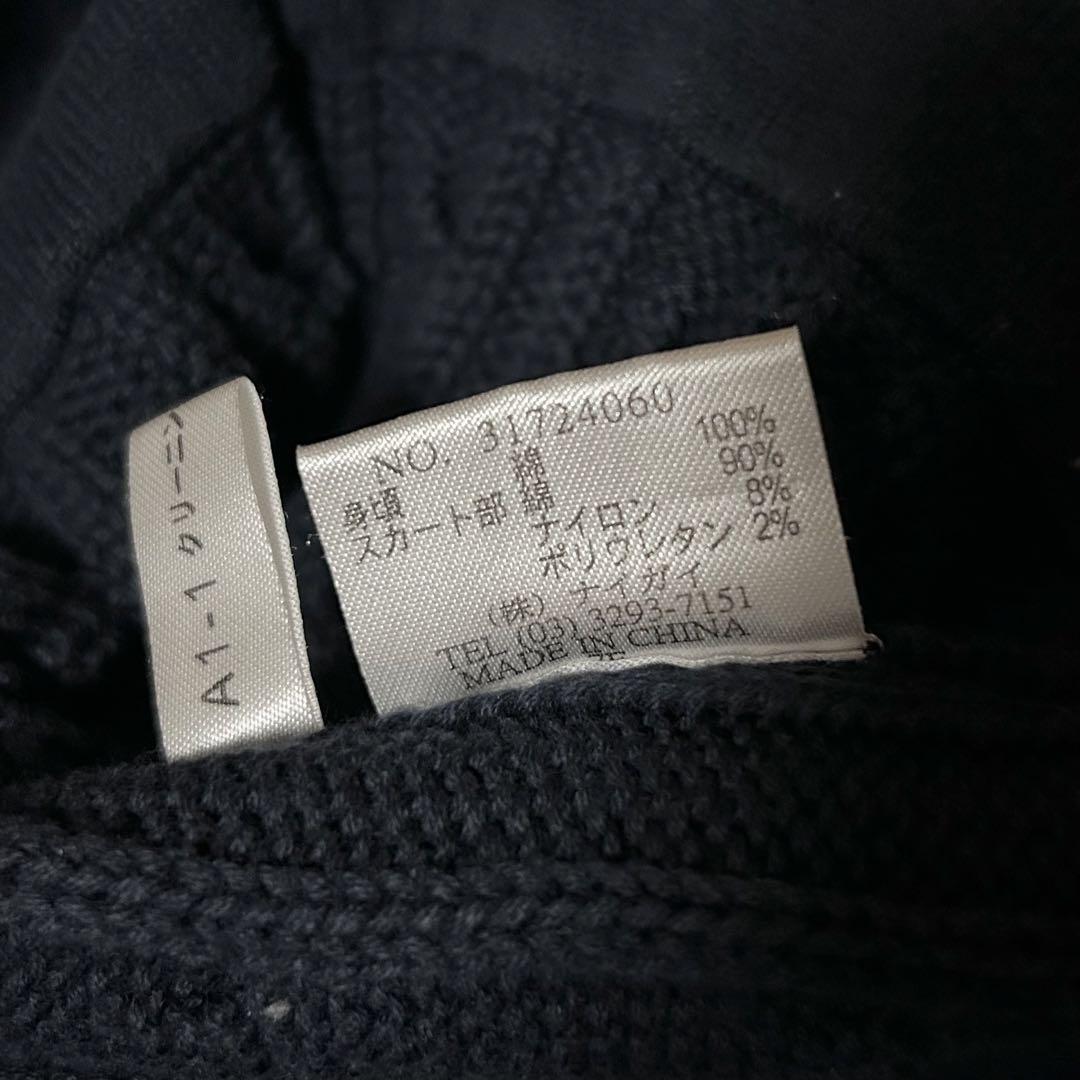 A1-1 クリーニン
NO. 31724060
身頃 綿 100%
スカート部 綿 90%
ナイロン 8%
ポリウレタン 2%
(株) ナイガイ
TEL (03) 3293-7151
MADE IN CHINA